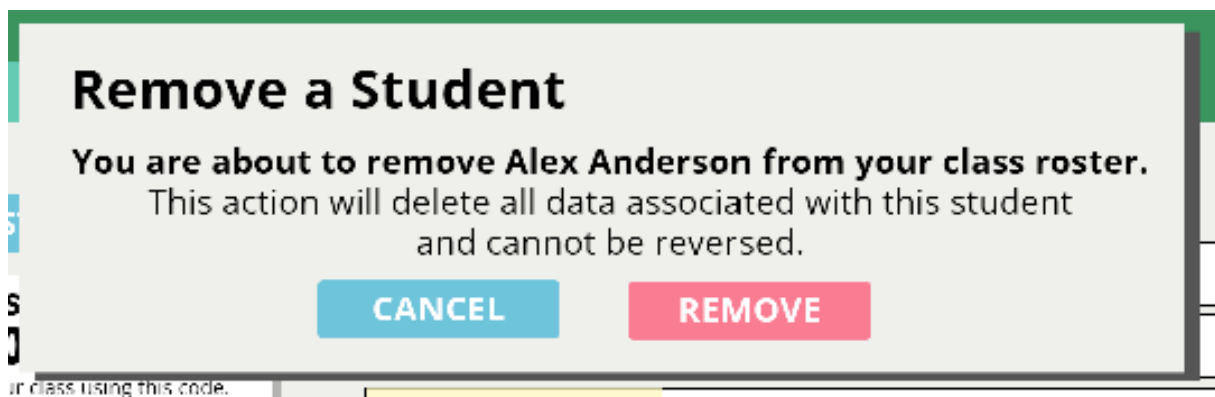 Remove a Student
You are about to remove Alex Anderson from your class roster.
This action will delete all data associated with this student
and cannot be reversed.
CANCEL REMOVE
class using this code.